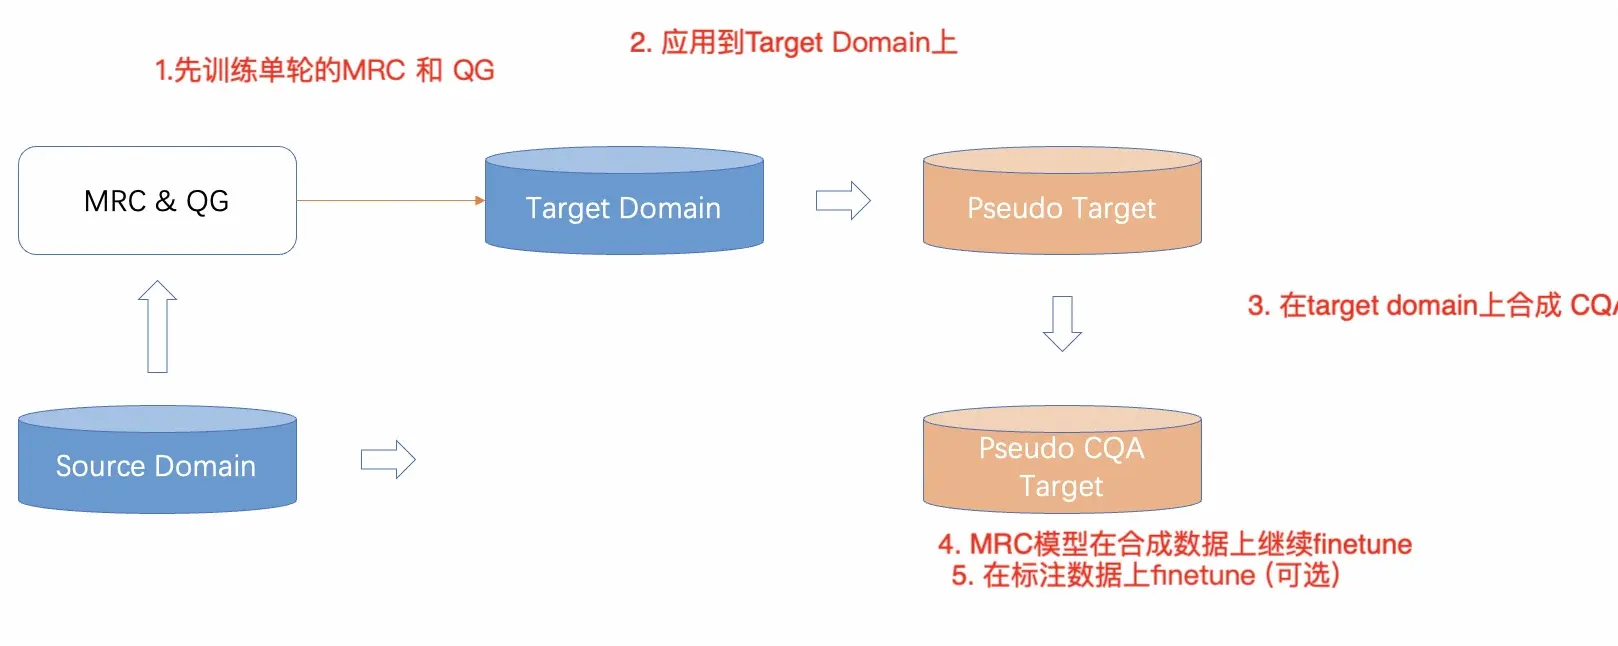 2. 应用到Target Domain上
1.先训练单轮的MRC 和 QG
MRC & QG
Target Domain
Pseudo Target
3. 在target domain上合成 CQA
Source Domain
Pseudo CQA
Target
4. MRC模型在合成数据上继续finetune
5. 在标注数据上finetune (可选)